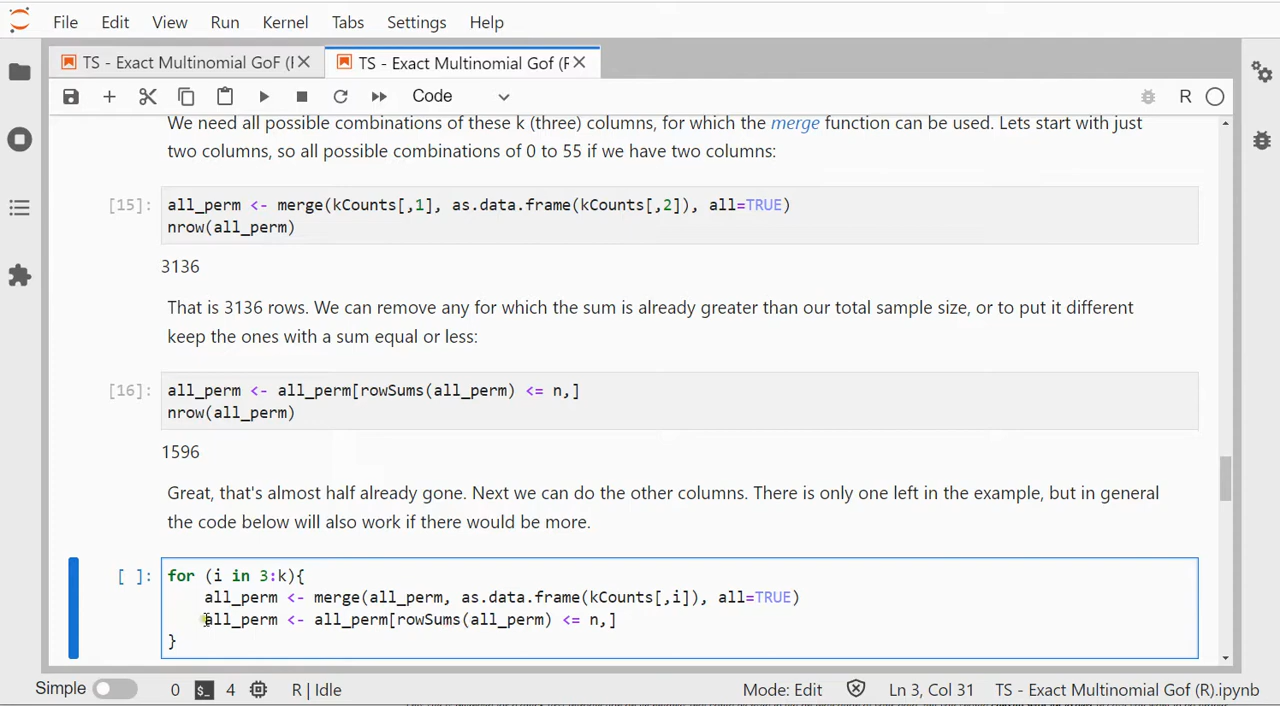 File Edit View Run Kernel Tabs Settings Help
TS - Exact Multinomial GoF (I
TS - Exact Multinomial Gof (F
Code
R
We need all possible combinations of these k (three) columns, for which the merge function can be used. Lets start with just
two columns, so all possible combinations of 0 to 55 if we have two columns:
[15]: all_perm <- merge(kCounts[,1], as.data.frame(kCounts[,2]), all=TRUE)
nrow(all_perm)
3136
That is 3136 rows. We can remove any for which the sum is already greater than our total sample size, or to put it different
keep the ones with a sum equal or less:
[16]: all_perm <- all_perm[rowSums(all_perm) <= n,]
nrow(all_perm)
1596
Great, that's almost half already gone. Next we can do the other columns. There is only one left in the example, but in general
the code below will also work if there would be more.
[ ]: for (i in 3:k){
all_perm <- merge(all_perm, as.data.frame(kCounts[,i]), all=TRUE)
all_perm <- all_perm[rowSums(all_perm) <= n,]
}
Simple 0 4 R | Idle Mode: Edit Ln 3, Col 31 TS - Exact Multinomial Gof (R).ipynb